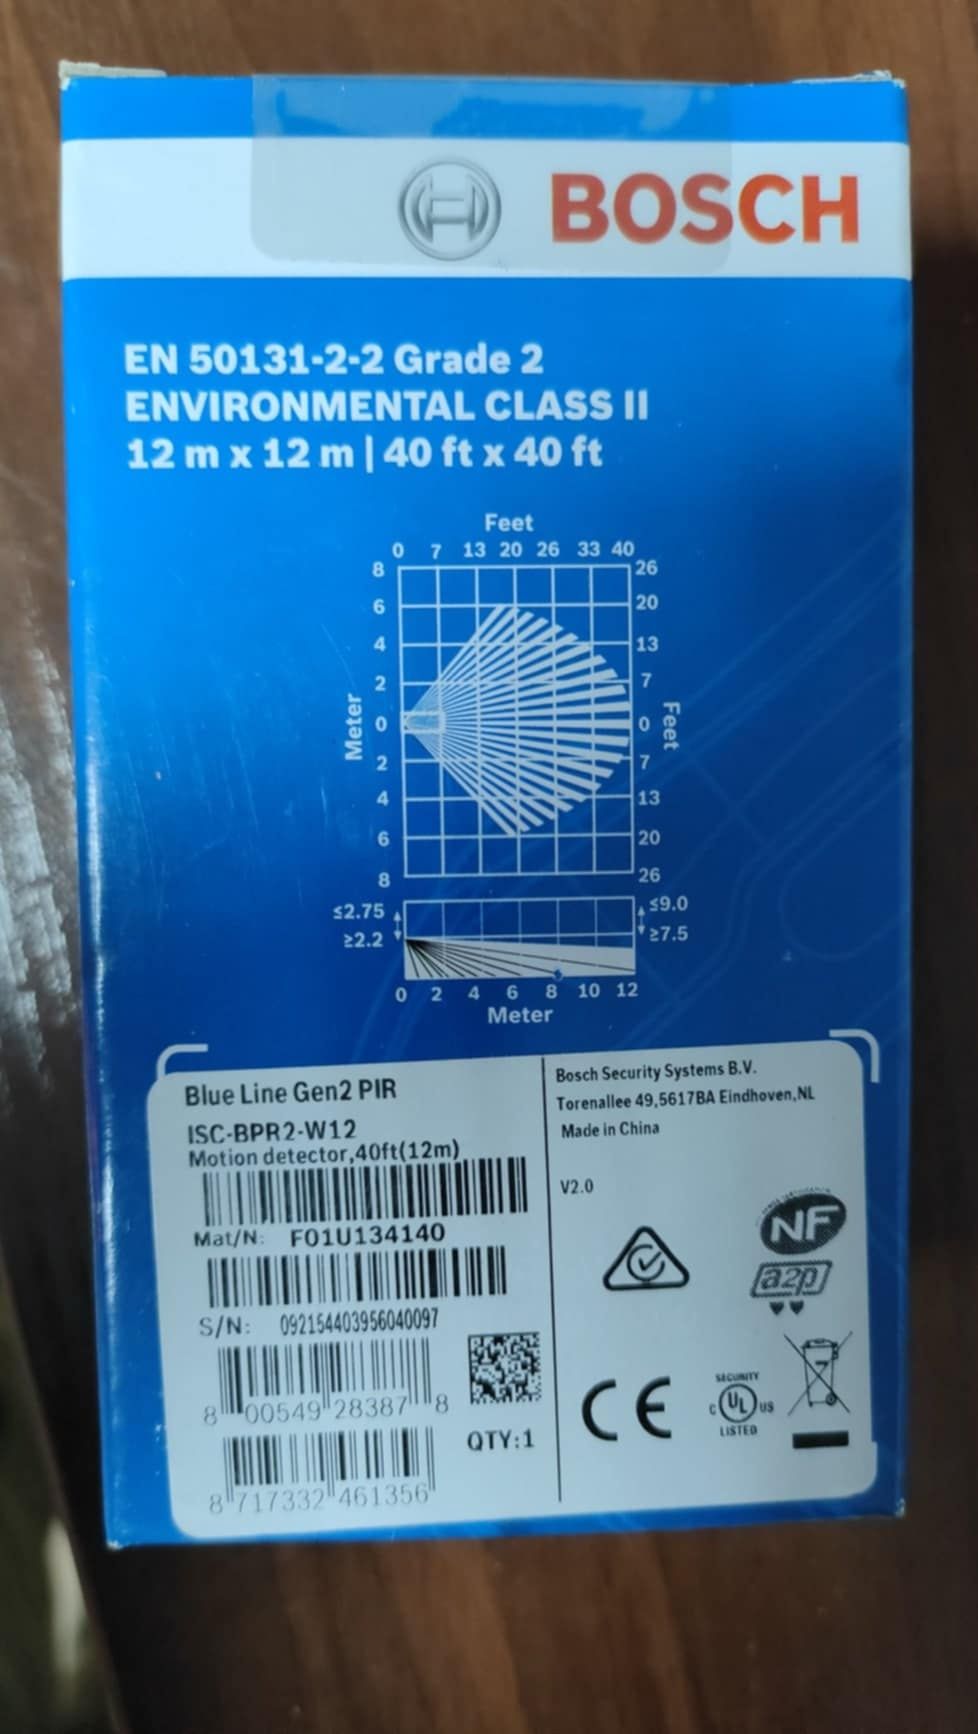 BOSCH
EN 50131-2-2 Grade 2
ENVIRONMENTAL CLASS II
12 m x 12 m | 40 ft x 40 ft
Feet
0 7 13 20 26 33 40
8 26
6 20
4 13
2 7
Meter 0 0 Feet
2 7
4 13
6 20
8 26
≤2.75 ≤9.0
≥2.2 ≥7.5
0 2 4 6 8 10 12
Meter
Blue Line Gen2 PIR
ISC-BPR2-W12
Motion detector,40ft(12m)
Mat/N: F01U134140
S/N: 092154403956040097
8 00549 28387 8
QTY:1
8 717332 461356
Bosch Security Systems B.V.
Torenallee 49,5617BA Eindhoven,NL
Made in China
V2.0
NF
a2p
CE
SECURITY
C UL US
LISTED